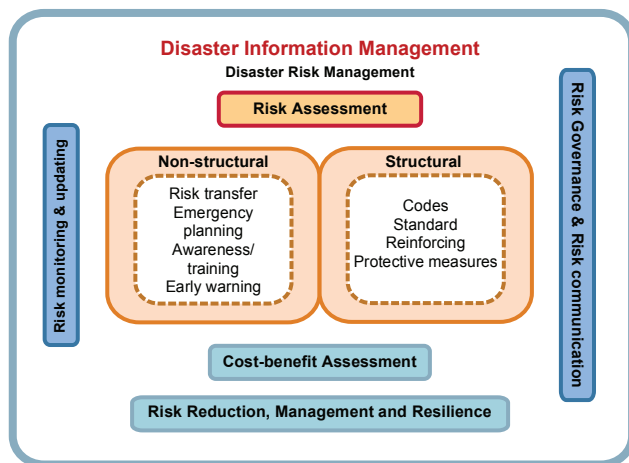 Disaster Information Management
Disaster Risk Management
Risk Assessment
Risk monitoring & updating
Non-structural
Risk transfer
Emergency
planning
Awareness/
training
Early warning
Structural
Codes
Standard
Reinforcing
Protective measures
Risk Governance & Risk communication
Cost-benefit Assessment
Risk Reduction, Management and Resilience